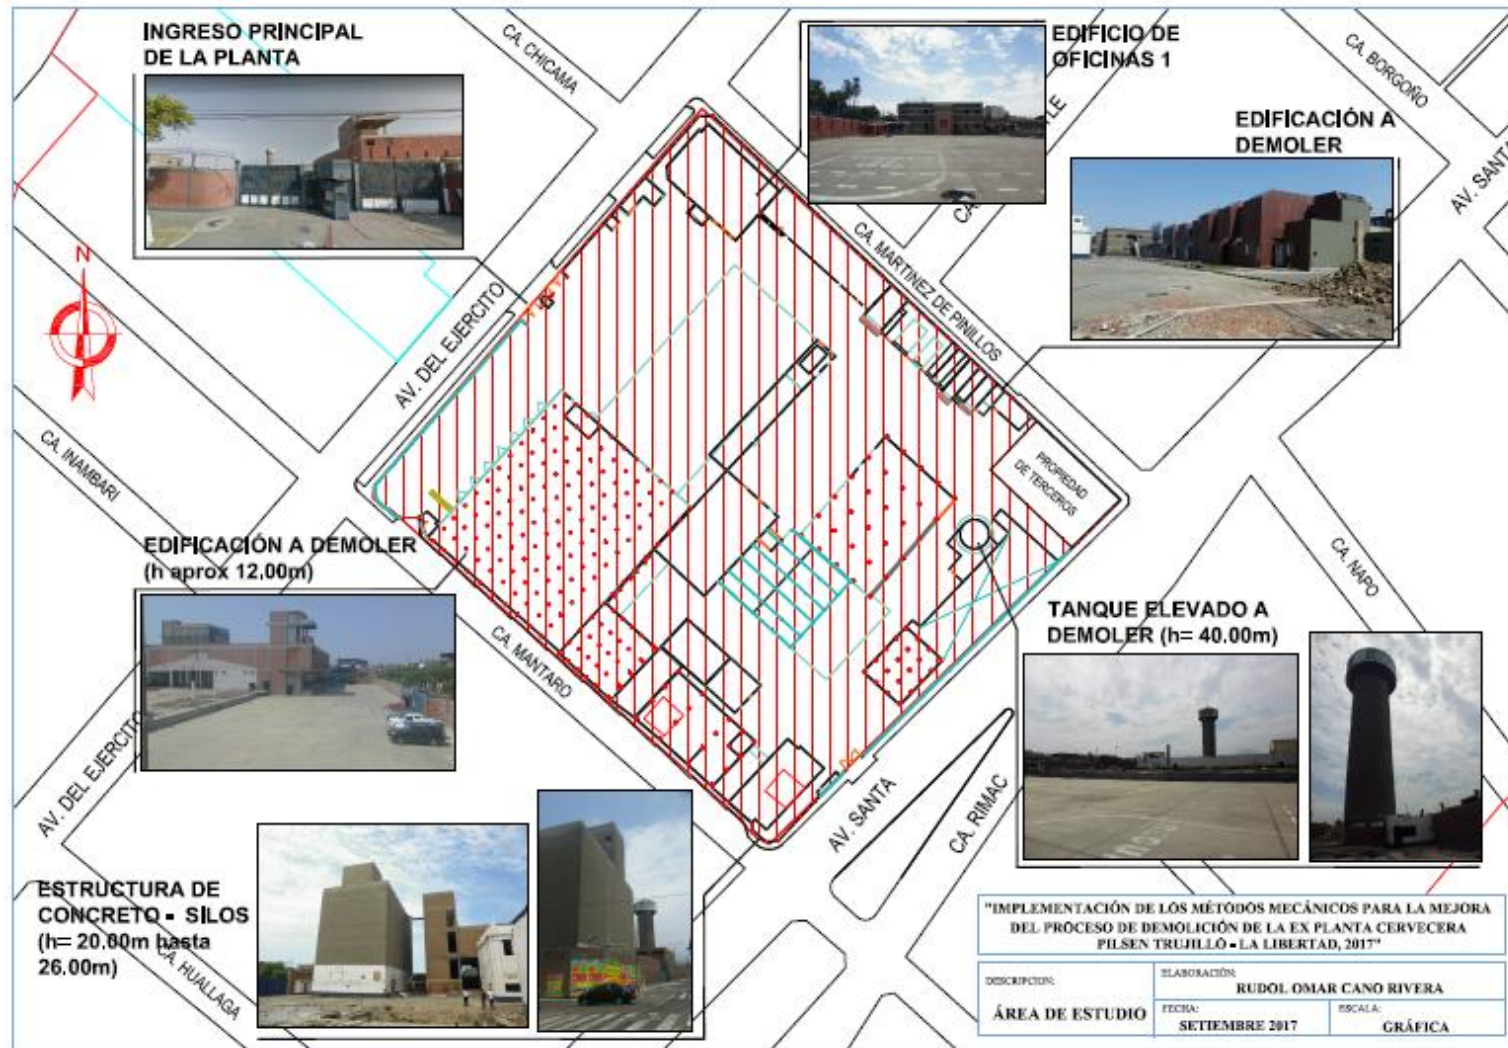 INGRESO PRINCIPAL
DE LA PLANTA
CA. CHICAMA
EDIFICIO DE
OFICINAS 1
CA. BORGOÑO
EDIFICACIÓN A
DEMOLER
AV. SANTA
CA. MARTINEZ DE PINILLOS
AV. DEL EJERCITO
N
CA. INAMBARI
PROPIEDAD
DE TERCEROS
EDIFICACIÓN A DEMOLER
(h aprox 12.00m)
CA. NAPO
TANQUE ELEVADO A
DEMOLER (h= 40.00m)
CA. MANTARO
AV. DEL EJERCITO
AV. SANTA
CA. RIMAC
ESTRUCTURA DE
CONCRETO - SILOS
(h= 20.00m hasta
26.00m)
CA. HUALLAGA
"IMPLEMENTACIÓN DE LOS MÉTODOS MECÁNICOS PARA LA MEJORA
DEL PROCESO DE DEMOLICIÓN DE LA EX PLANTA CERVECERA
PILSEN TRUJILLO - LA LIBERTAD, 2017"
DESCRIPCION:
ÁREA DE ESTUDIO
ELABORACIÓN:
RUDOL OMAR CANO RIVERA
FECHA:
SETIEMBRE 2017
ESCALA:
GRÁFICA